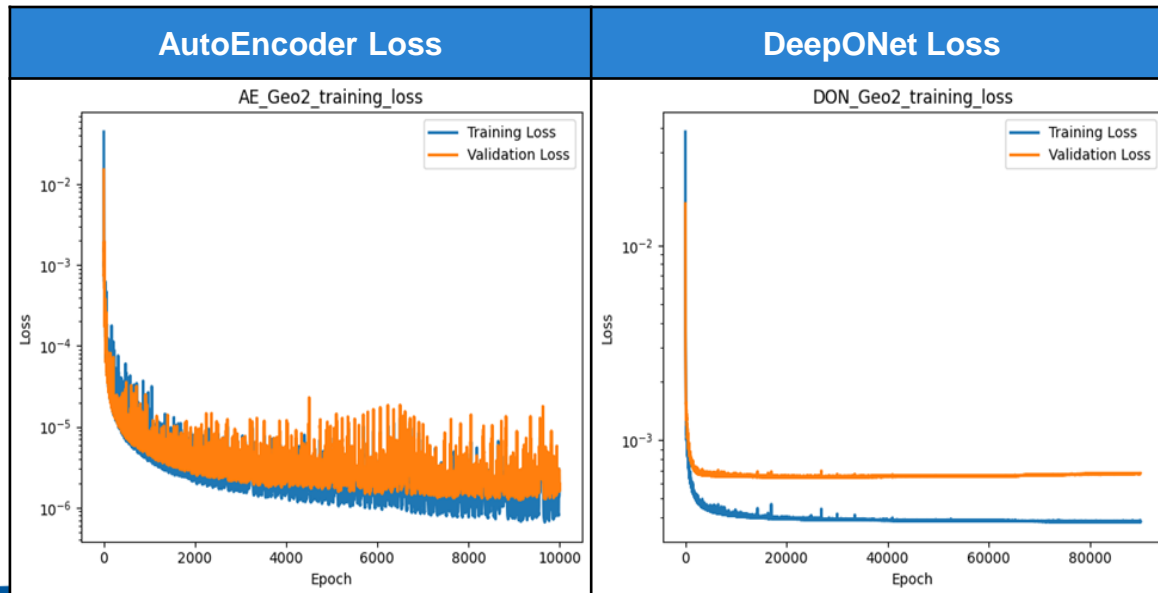 AutoEncoder Loss
DeepONet Loss
AE_Geo2_training_loss
Training Loss
Validation Loss
10⁻²
10⁻³
10⁻⁴
10⁻⁵
10⁻⁶
Loss
0 2000 4000 6000 8000 10000
Epoch
DON_Geo2_training_loss
Training Loss
Validation Loss
10⁻²
10⁻³
Loss
0 20000 40000 60000 80000
Epoch